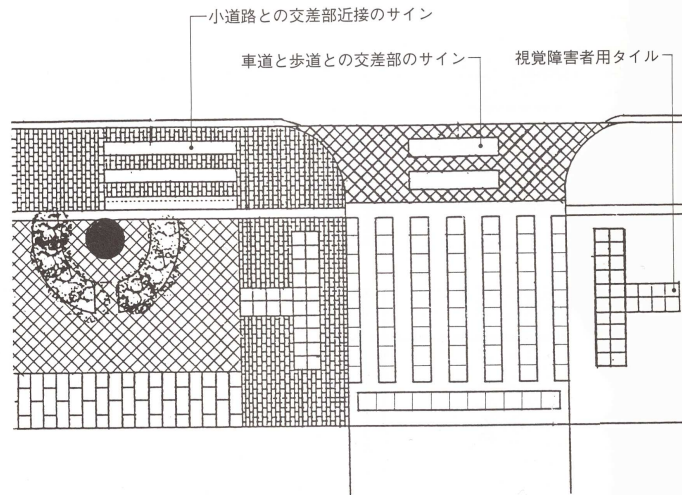 小道路との交差部近接のサイン
車道と歩道との交差部のサイン
視覚障害者用タイル